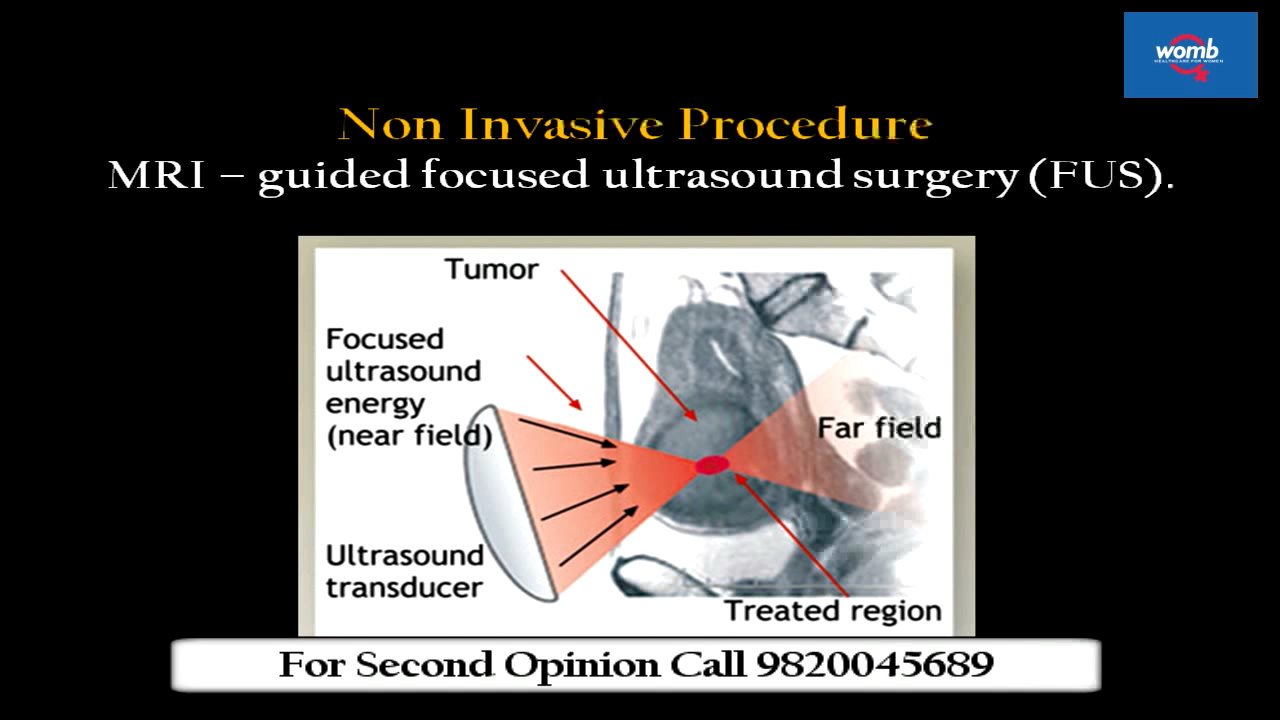 womb
HEALTHCARE FOR WOMEN
Non Invasive Procedure
MRI – guided focused ultrasound surgery (FUS).
Tumor
Focused
ultrasound
energy
(near field)
Far field
Ultrasound
transducer
Treated region
For Second Opinion Call 9820045689